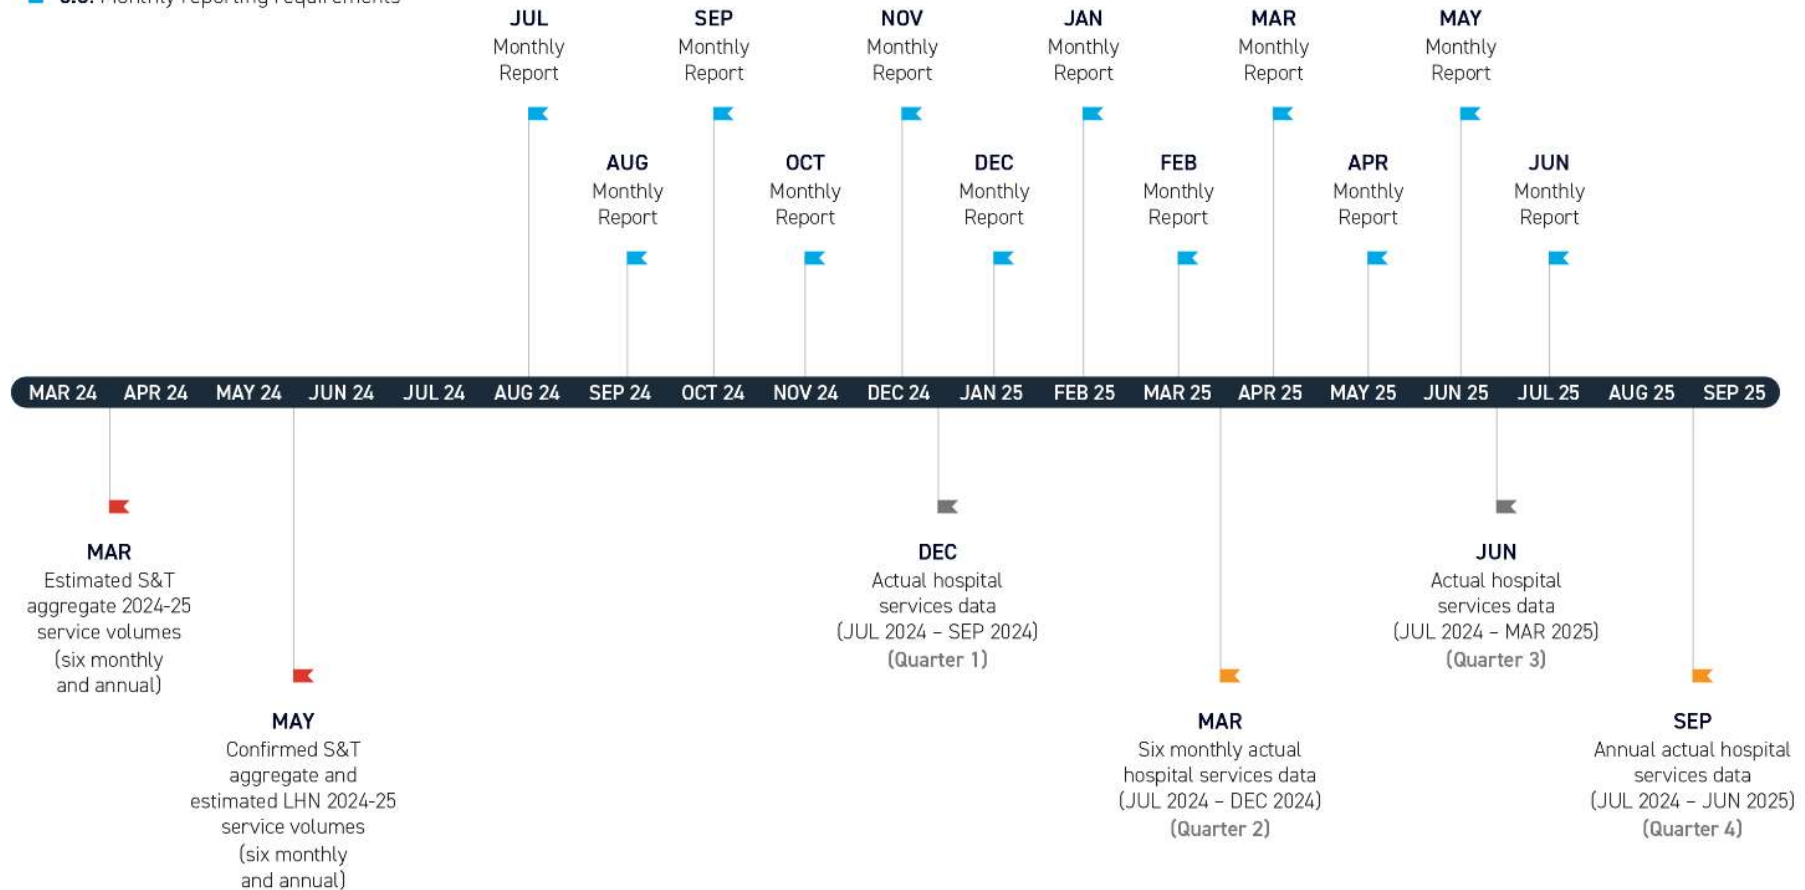 Monthly reporting requirements
JUL
Monthly
Report
SEP
Monthly
Report
NOV
Monthly
Report
JAN
Monthly
Report
MAR
Monthly
Report
MAY
Monthly
Report
AUG
Monthly
Report
OCT
Monthly
Report
DEC
Monthly
Report
FEB
Monthly
Report
APR
Monthly
Report
JUN
Monthly
Report
MAR 24 APR 24 MAY 24 JUN 24 JUL 24 AUG 24 SEP 24 OCT 24 NOV 24 DEC 24 JAN 25 FEB 25 MAR 25 APR 25 MAY 25 JUN 25 JUL 25 AUG 25 SEP 25
MAR
Estimated S&T
aggregate 2024-25
service volumes
(six monthly
and annual)
MAY
Confirmed S&T
aggregate and
estimated LHN 2024-25
service volumes
(six monthly
and annual)
DEC
Actual hospital
services data
(JUL 2024 – SEP 2024)
(Quarter 1)
MAR
Six monthly actual
hospital services data
(JUL 2024 – DEC 2024)
(Quarter 2)
JUN
Actual hospital
services data
(JUL 2024 – MAR 2025)
(Quarter 3)
SEP
Annual actual hospital
services data
(JUL 2024 – JUN 2025)
(Quarter 4)